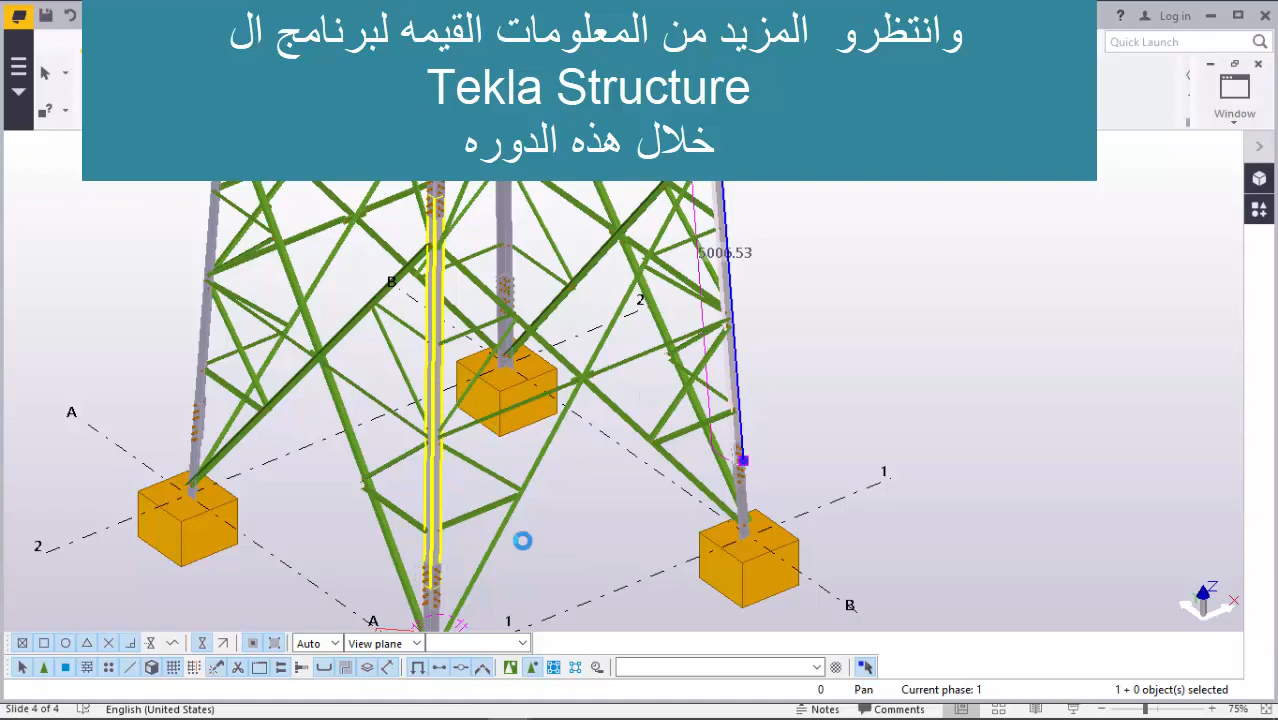 وانتظرو المزيد من المعلومات القيمه لبرنامج ال
Tekla Structure
خلال هذه الدوره
Log in
Quick Launch
Window
5006.53
B
2
A
1
2
A
1
B
Z
Auto
View plane
0 Pan Current phase: 1 1 + 0 object(s) selected
Slide 4 of 4 English (United States) Notes Comments 75%